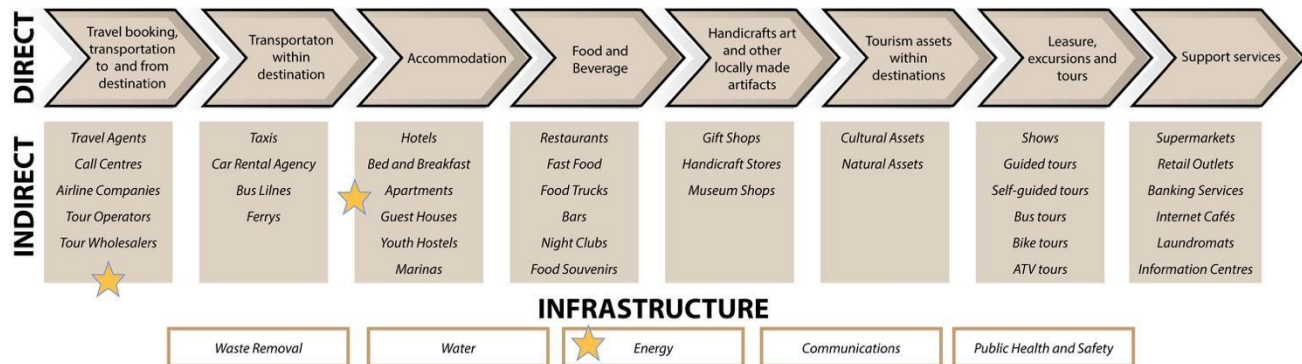 DIRECT
Travel booking,
transportation
to and from
destination
Transportaton
within
destination
Accommodation
Food and
Beverage
Handicrafts art
and other
locally made
artifacts
Tourism assets
within
destinations
Leasure,
excursions and
tours
Support services
INDIRECT
Travel Agents
Call Centres
Airline Companies
Tour Operators
Tour Wholesalers
Taxis
Car Rental Agency
Bus Lilnes
Ferrys
Hotels
Bed and Breakfast
Apartments
Guest Houses
Youth Hostels
Marinas
Restaurants
Fast Food
Food Trucks
Bars
Night Clubs
Food Souvenirs
Gift Shops
Handicraft Stores
Museum Shops
Cultural Assets
Natural Assets
Shows
Guided tours
Self-guided tours
Bus tours
Bike tours
ATV tours
Supermarkets
Retail Outlets
Banking Services
Internet Cafés
Laundromats
Information Centres
INFRASTRUCTURE
Waste Removal
Water
Energy
Communications
Public Health and Safety